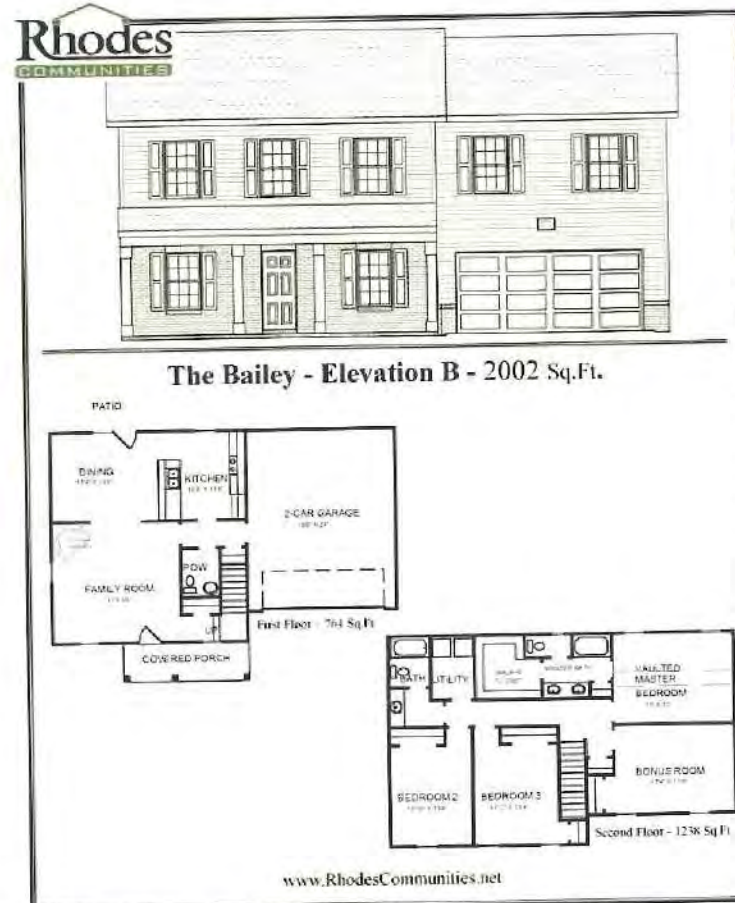 Rhodes
COMMUNITIES
The Bailey - Elevation B - 2002 Sq.Ft.
PATIO
DINING
KITCHEN
2-CAR GARAGE
POW
FAMILY ROOM
UP
First Floor - 764 Sq.Ft
COVERED PORCH
BATH
UTILITY
MASTER BATH
VAULTED
MASTER
BEDROOM
BEDROOM 2
BEDROOM 3
BONUS ROOM
Second Floor - 1238 Sq.Ft
www.RhodesCommunities.net